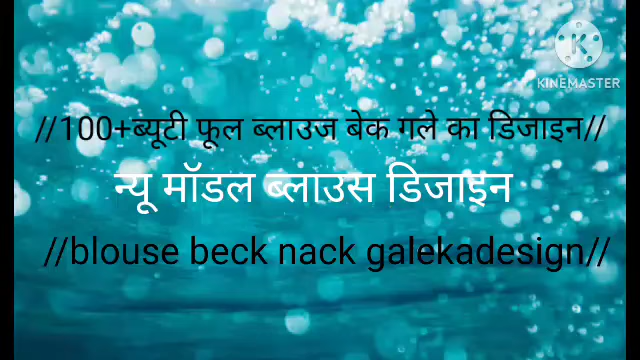 KINEMASTER
//100+ब्यूटी फूल ब्लाउज बेक गले का डिजाइन//
न्यू मॉडल ब्लाउस डिजाइन
//blouse beck nack galekadesign//